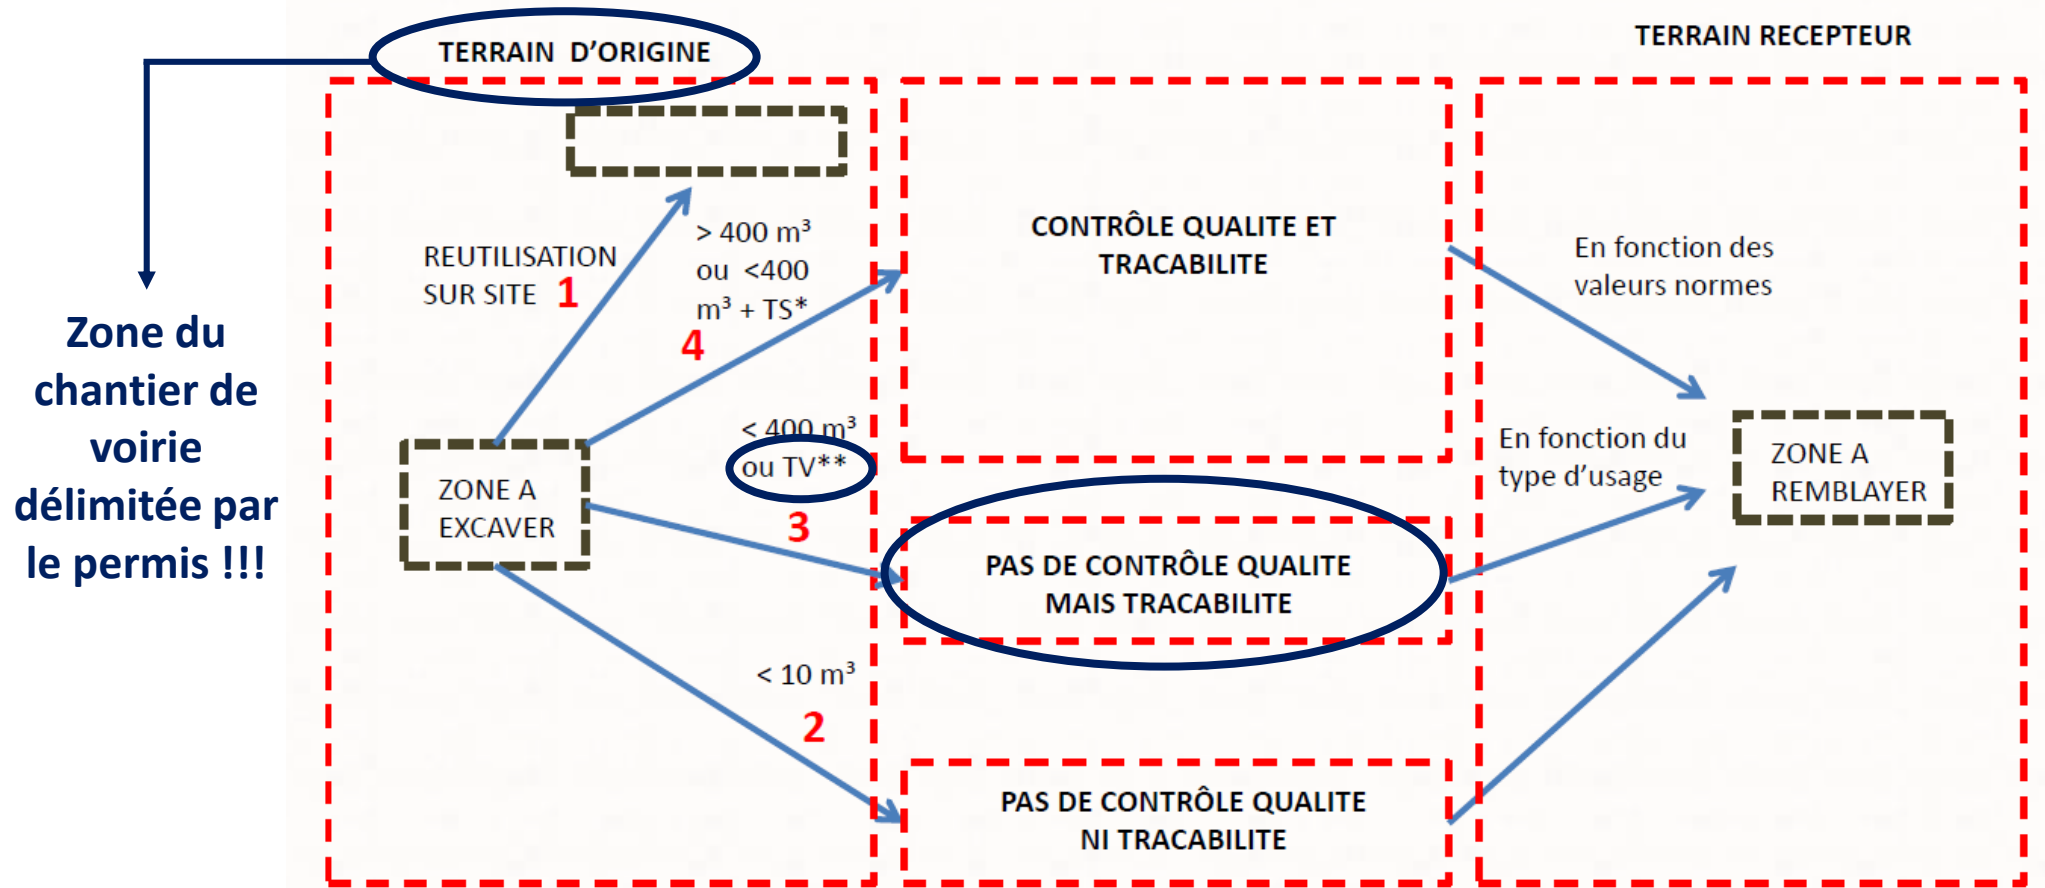 TERRAIN D'ORIGINE
TERRAIN RECEPTEUR
Zone du
chantier de
voirie
délimitée par
le permis !!!
REUTILISATION
SUR SITE 1
> 400 m³
ou <400
m³ + TS*
4
CONTRÔLE QUALITE ET
TRACABILITE
En fonction des
valeurs normes
< 400 m³
ou TV**
3
ZONE A
EXCAVER
PAS DE CONTRÔLE QUALITE
MAIS TRACABILITE
En fonction du
type d'usage
ZONE A
REMBLAYER
< 10 m³
2
PAS DE CONTRÔLE QUALITE
NI TRACABILITE